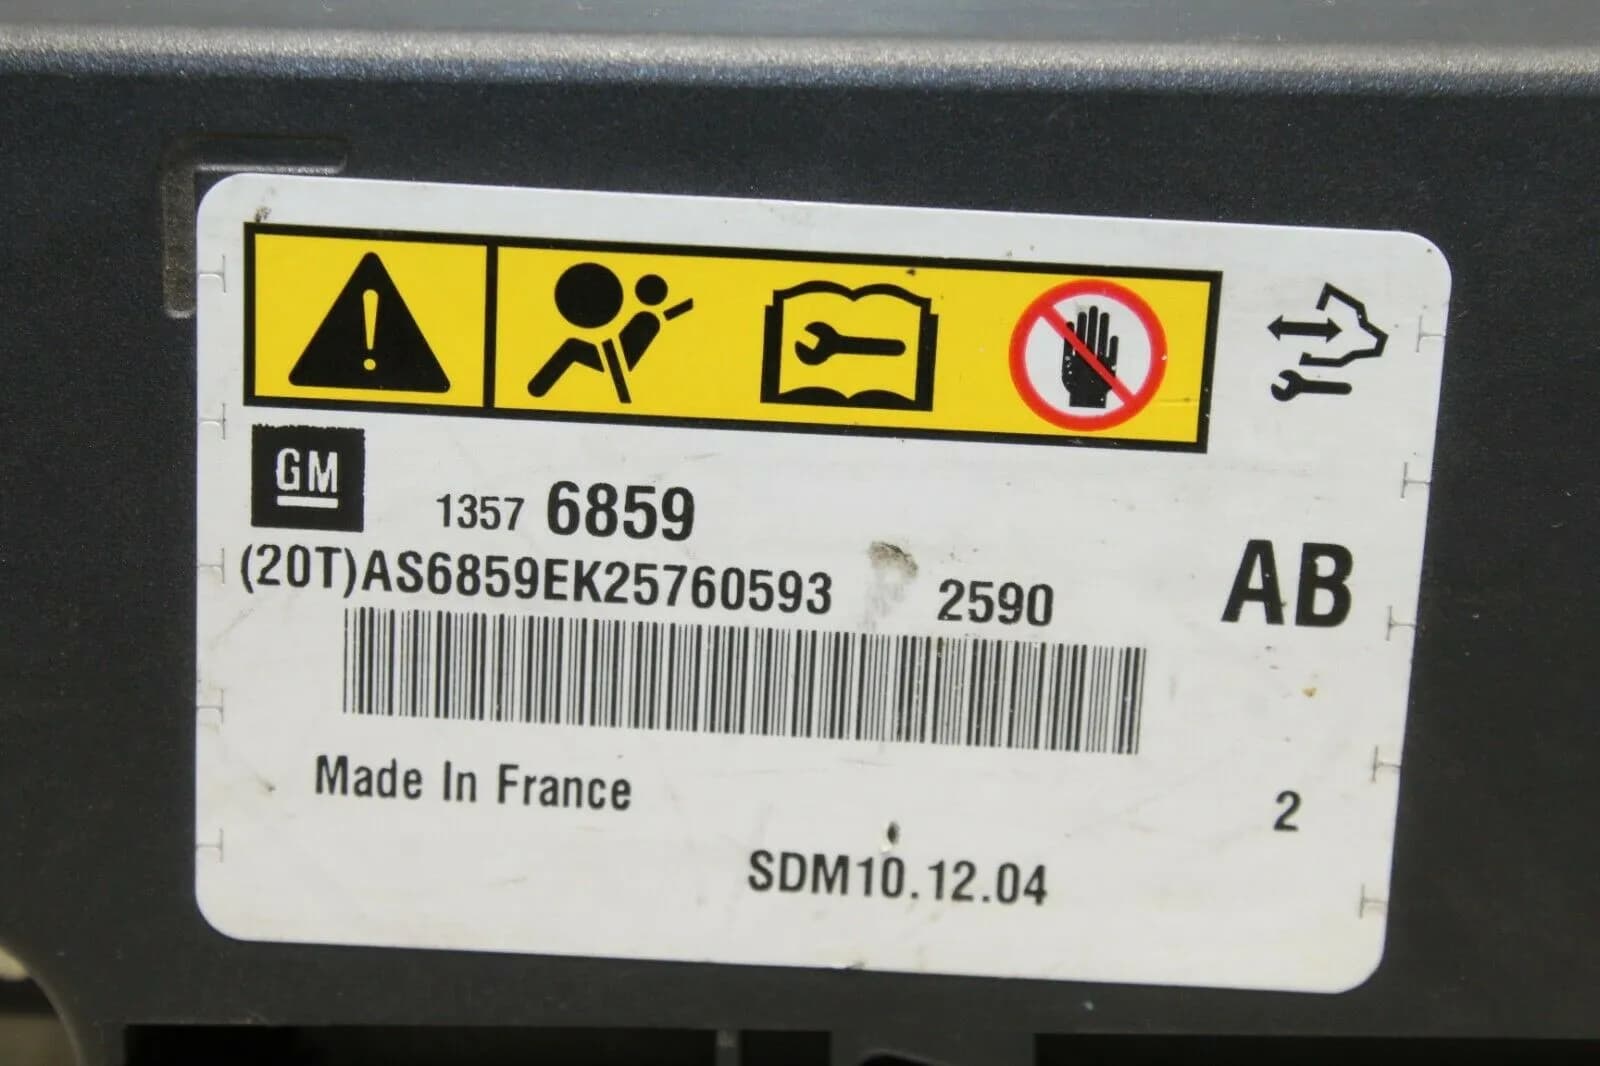 GM
1357 6859
(20T)AS6859EK25760593 2590
AB
Made In France
2
SDM10.12.04